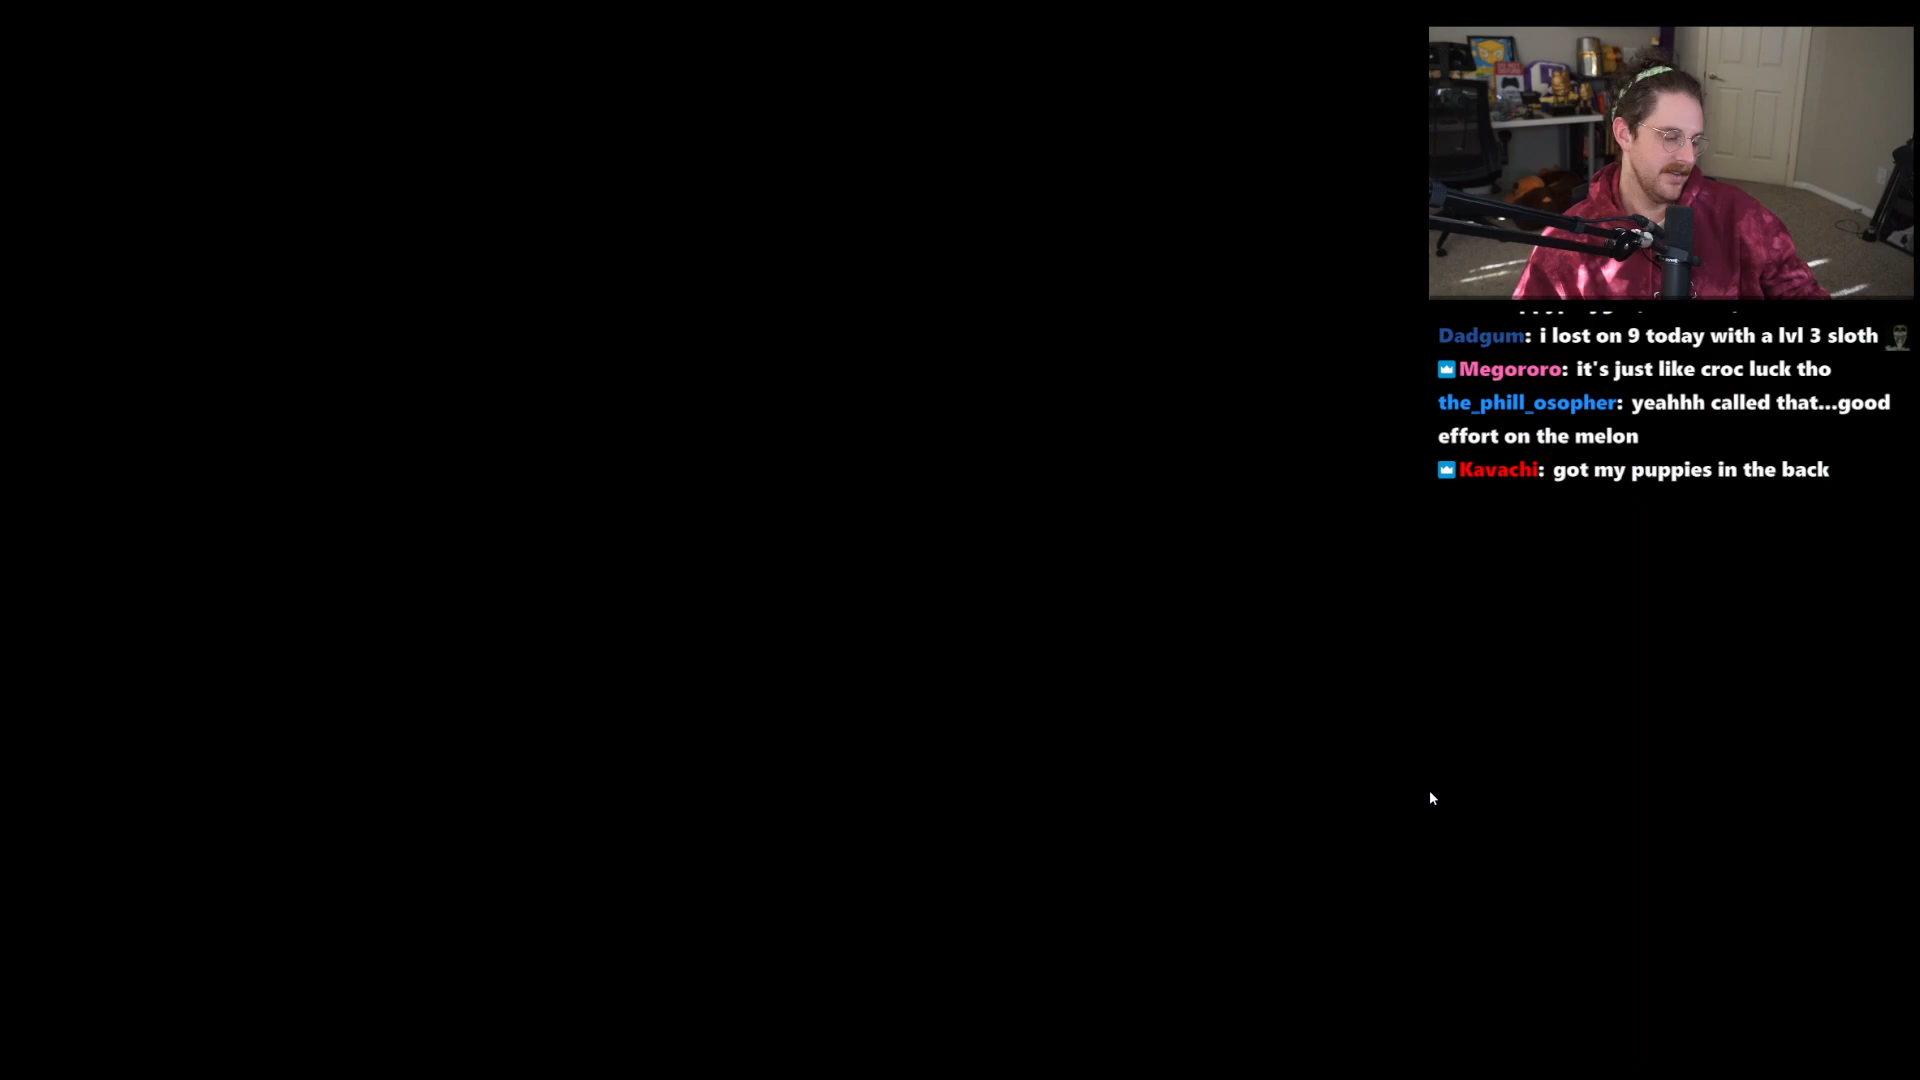 Dadgum: i lost on 9 today with a lvl 3 sloth
Megororo: it's just like croc luck tho
the_phill_osopher: yeahhh called that...good
effort on the melon
Kavachi: got my puppies in the back